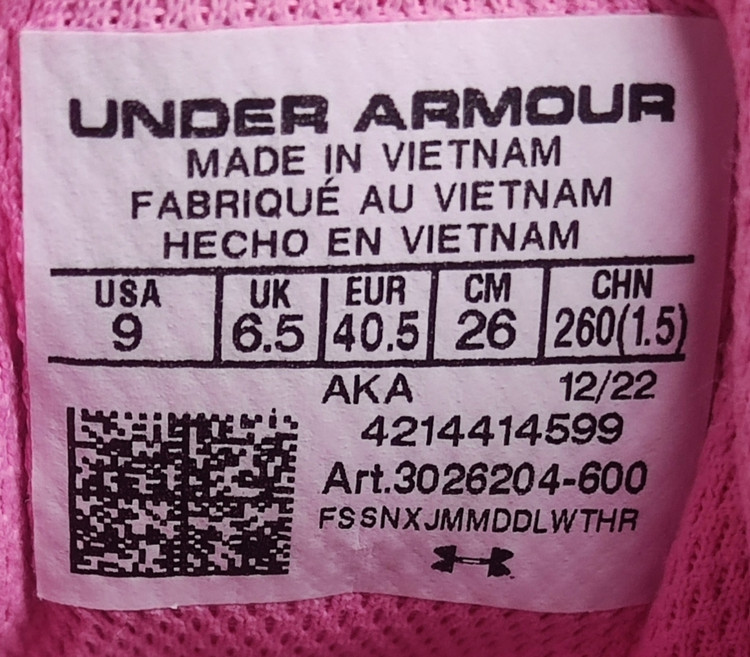 UNDER ARMOUR
MADE IN VIETNAM
FABRIQUÉ AU VIETNAM
HECHO EN VIETNAM
USA UK EUR CM CHN
9 6.5 40.5 26 260(1.5)
AKA 12/22
4214414599
Art.3026204-600
FSSNXJMMDDLWTHR